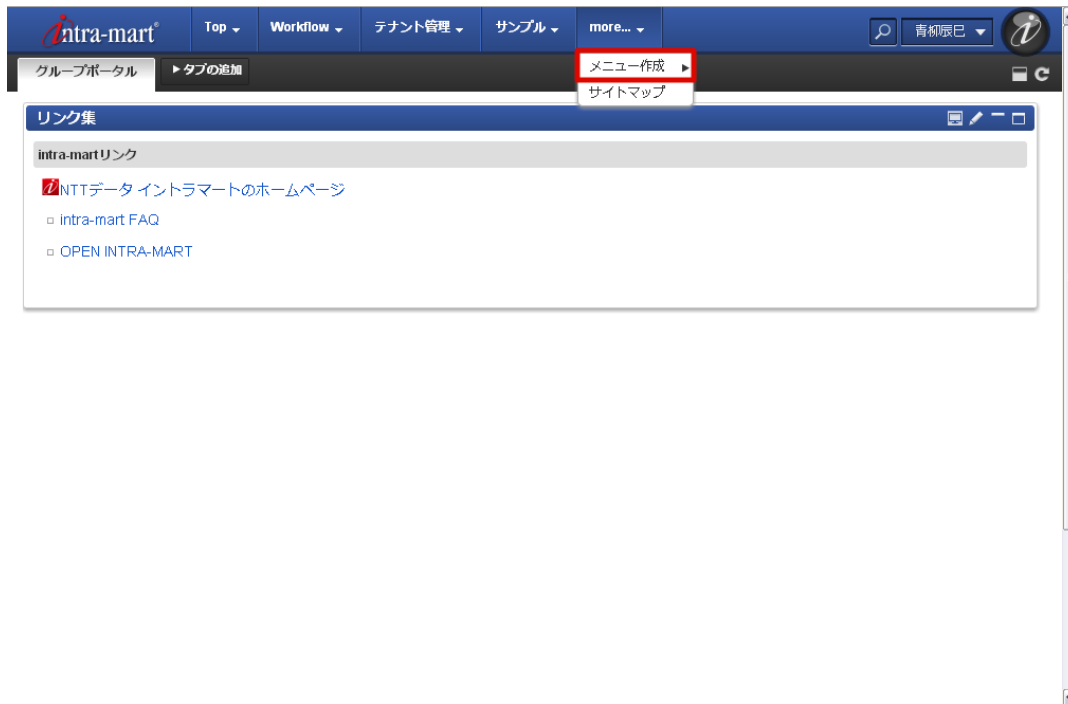 intra-mart® Top Workflow テナント管理 サンプル more... 青柳辰巳
グループポータル タブの追加 メニュー作成
サイトマップ
リンク集
intra-martリンク
NTTデータ イントラマートのホームページ
intra-mart FAQ
OPEN INTRA-MART